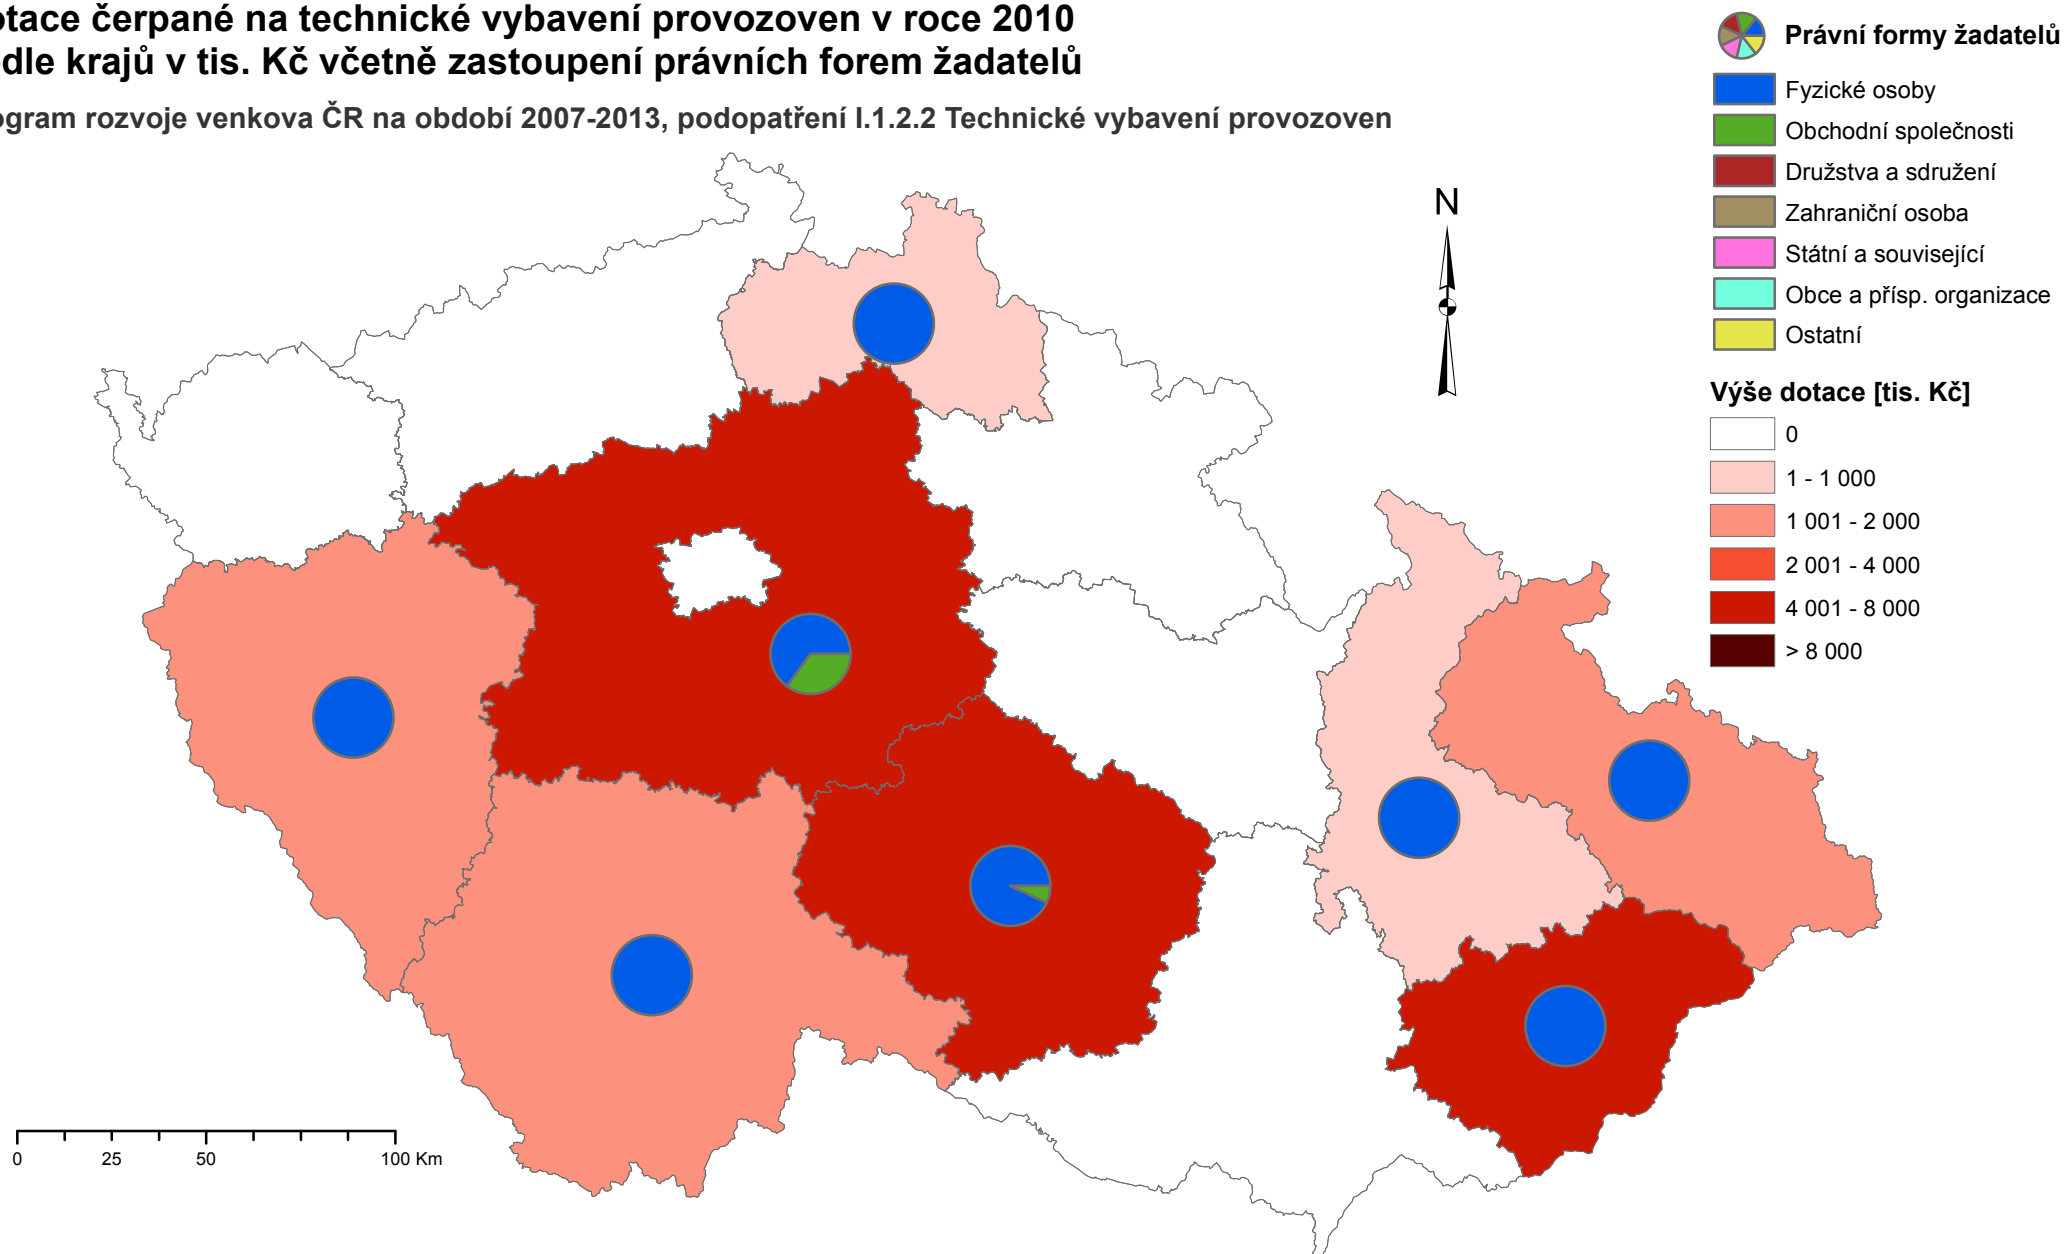 otace čerpané na technické vybavení provozoven v roce 2010
dle krajů v tis. Kč včetně zastoupení právních forem žadatelů
ogram rozvoje venkova ČR na období 2007-2013, podopatření I.1.2.2 Technické vybavení provozoven
Právní formy žadatelů
Fyzické osoby
Obchodní společnosti
Družstva a sdružení
Zahraniční osoba
Státní a související
Obce a přísp. organizace
Ostatní
N
Výše dotace [tis. Kč]
0
1 - 1 000
1 001 - 2 000
2 001 - 4 000
4 001 - 8 000
> 8 000
0 25 50 100 Km